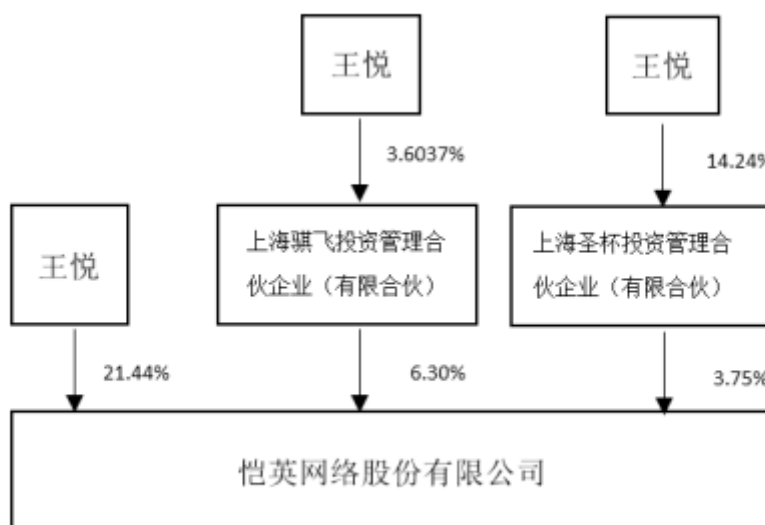 王悦
王悦
3.6037%
14.24%
王悦
上海骐飞投资管理合
伙企业（有限合伙）
上海圣杯投资管理合
伙企业（有限合伙）
21.44%
6.30%
3.75%
恺英网络股份有限公司